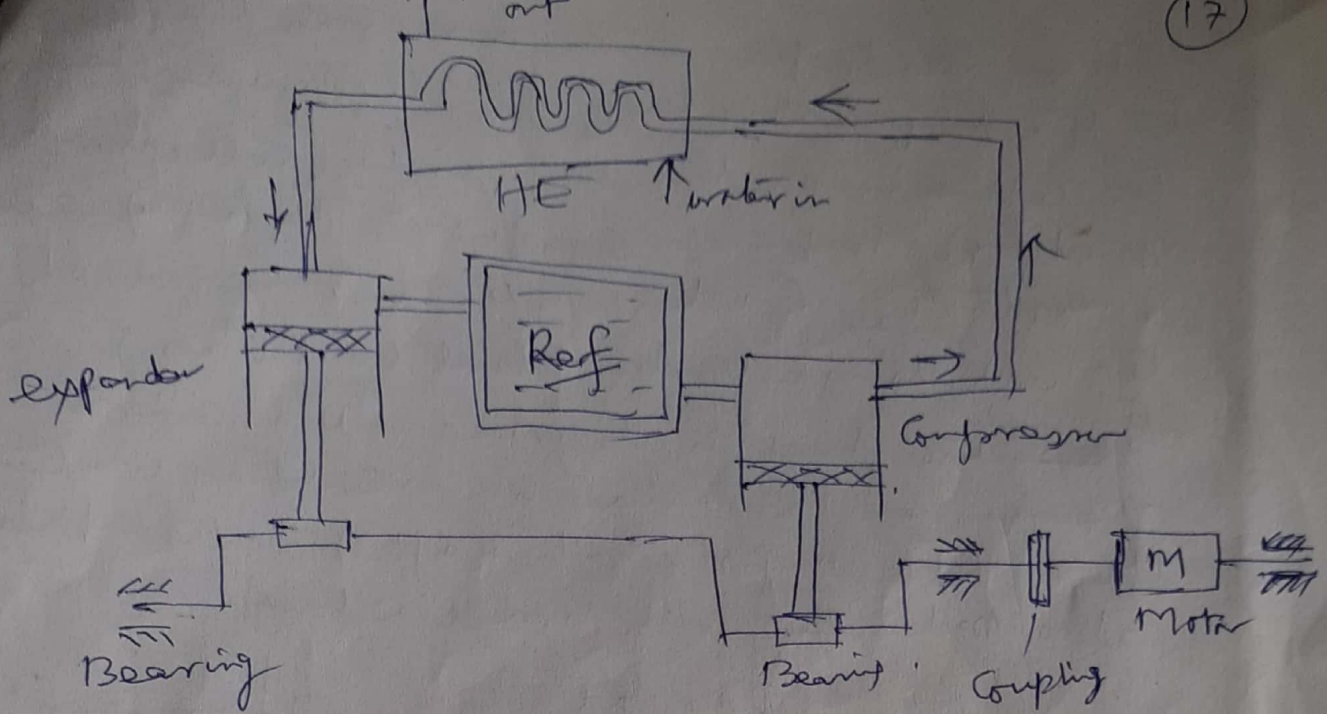 out
17
HE
water in
Ref
expander
Compressor
M
Motor
Bearing
Bearing
Coupling